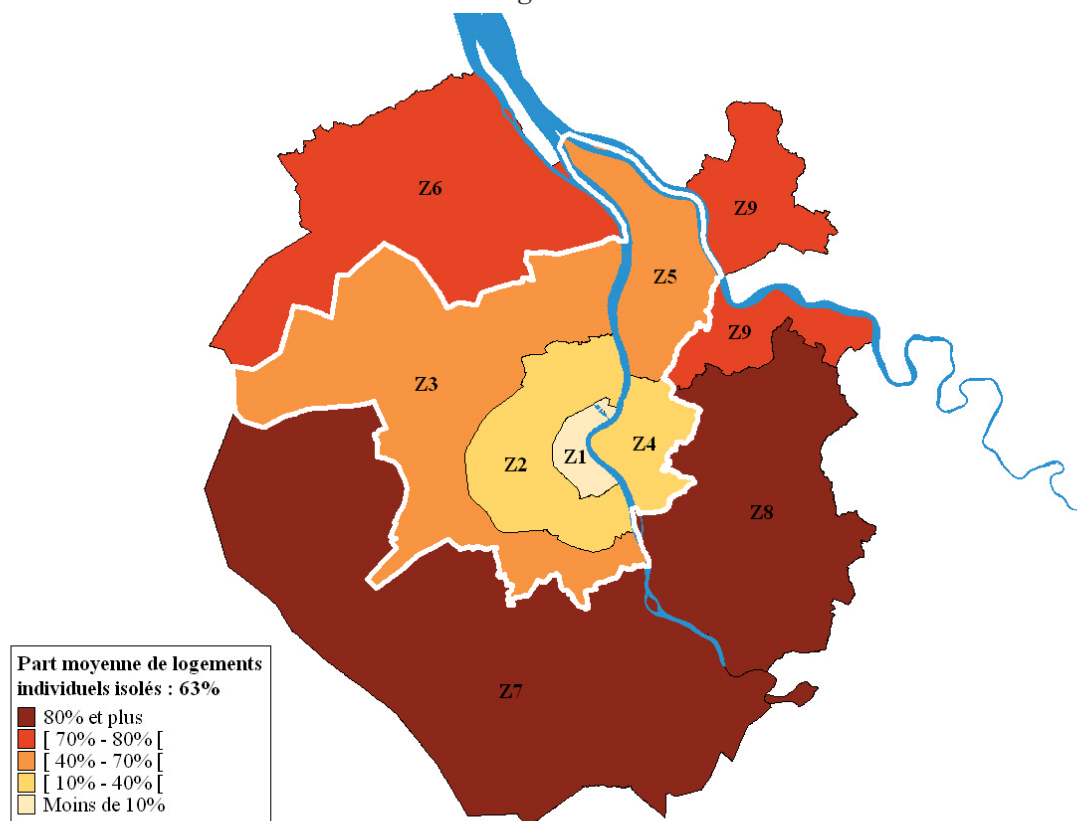 Z6
Z9
Z5
Z9
Z3
Z4
Z2
Z1
Z8
Z7
Part moyenne de logements
individuels isolés : 63%
80% et plus
[ 70% - 80% [
[ 40% - 70% [
[ 10% - 40% [
Moins de 10%